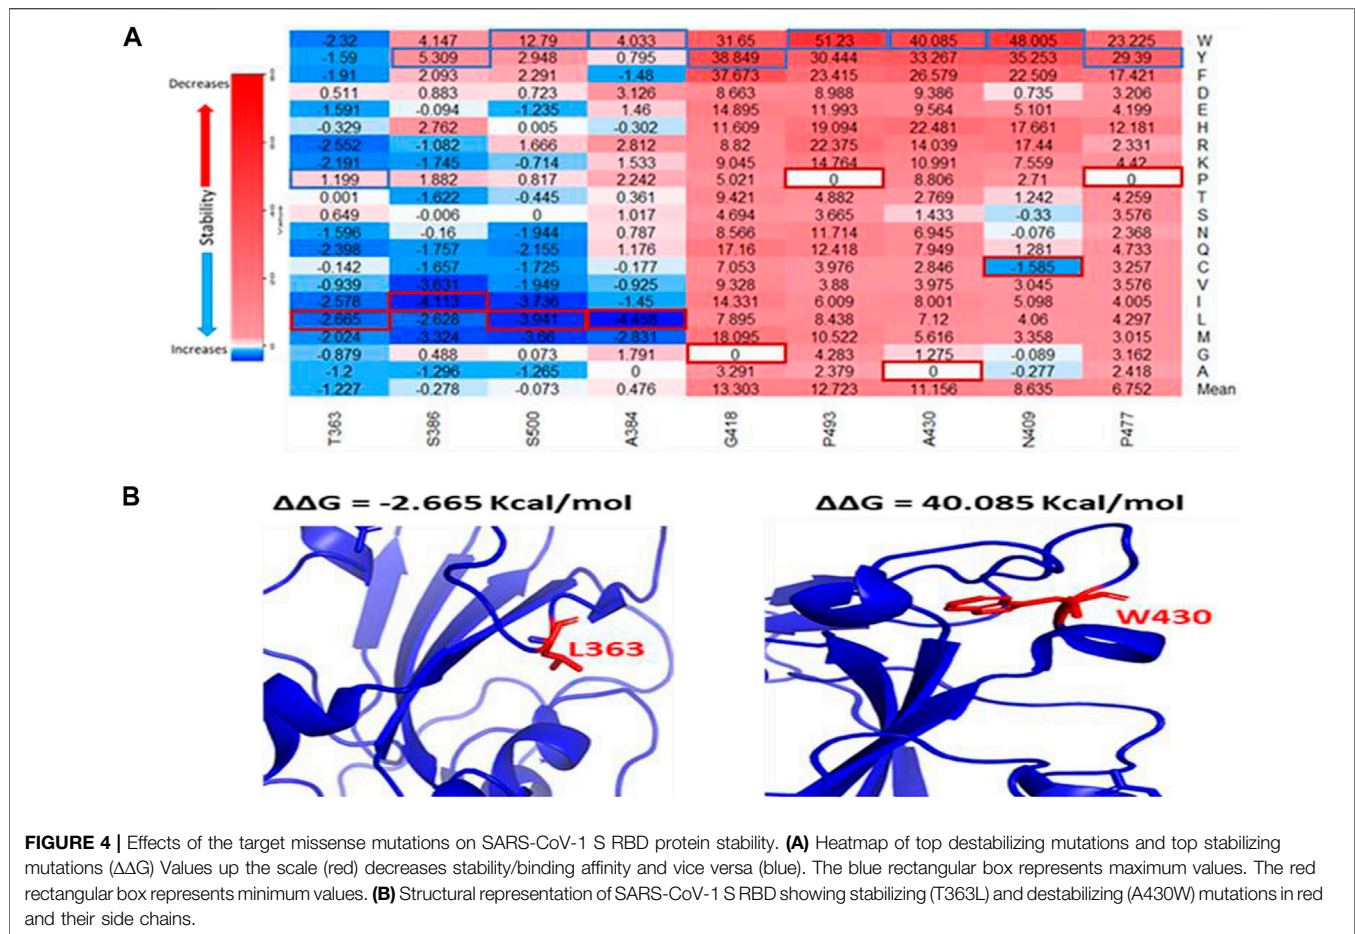 A
Decreases
Stability
Increases
80
60
40
20
0
Value
-2.32 4.147 12.79 4.033 31.65 51.23 40.085 48.005 23.225 W
-1.59 5.309 2.948 0.795 38.849 30.444 33.267 35.253 29.39 Y
-1.91 2.093 2.291 -1.48 37.673 23.415 26.579 22.509 17.421 F
0.511 0.883 0.723 3.126 8.663 8.988 9.386 0.735 3.206 D
-1.591 -0.094 -1.235 1.46 14.895 11.993 9.564 5.101 4.199 E
-0.329 2.762 0.005 -0.302 11.609 19.094 22.481 17.661 12.181 H
-2.552 -1.082 1.666 2.812 8.82 22.375 14.039 17.44 2.331 R
-2.191 -1.745 -0.714 1.533 9.045 14.764 10.991 7.559 4.42 K
1.199 1.882 0.817 2.242 5.021 0 8.806 2.71 0 P
0.001 -1.622 -0.445 0.361 9.421 4.882 2.769 1.242 4.259 T
0.649 -0.006 0 1.017 4.694 3.665 1.433 -0.33 3.576 S
-1.596 -0.16 -1.944 0.787 8.566 11.714 6.945 -0.076 2.368 N
-2.398 -1.757 -2.155 1.176 17.16 12.418 7.949 1.281 4.733 Q
-0.142 -1.657 -1.725 -0.177 7.053 3.976 2.846 -1.585 3.257 C
-0.939 -3.631 -1.949 -0.925 9.328 3.88 3.975 3.045 3.576 V
-2.578 -4.113 -3.736 -1.45 14.331 6.009 8.001 5.098 4.005 I
-2.665 -2.628 -3.941 -4.458 7.895 8.438 7.12 4.06 4.297 L
-2.024 -3.324 -3.66 -2.831 18.095 10.522 5.616 3.358 3.015 M
-0.879 0.488 0.073 1.791 0 4.283 1.275 -0.089 3.162 G
-1.2 -1.296 -1.265 0 3.291 2.379 0 -0.277 2.418 A
-1.227 -0.278 -0.073 0.476 13.303 12.723 11.156 8.635 6.752 Mean
T363 S386 S500 A384 G418 P493 A430 N409 P477
B
ΔΔG = -2.665 Kcal/mol
ΔΔG = 40.085 Kcal/mol
L363
W430
FIGURE 4 | Effects of the target missense mutations on SARS-CoV-1 S RBD protein stability. (A) Heatmap of top destabilizing mutations and top stabilizing
mutations (ΔΔG) Values up the scale (red) decreases stability/binding affinity and vice versa (blue). The blue rectangular box represents maximum values. The red
rectangular box represents minimum values. (B) Structural representation of SARS-CoV-1 S RBD showing stabilizing (T363L) and destabilizing (A430W) mutations in red
and their side chains.